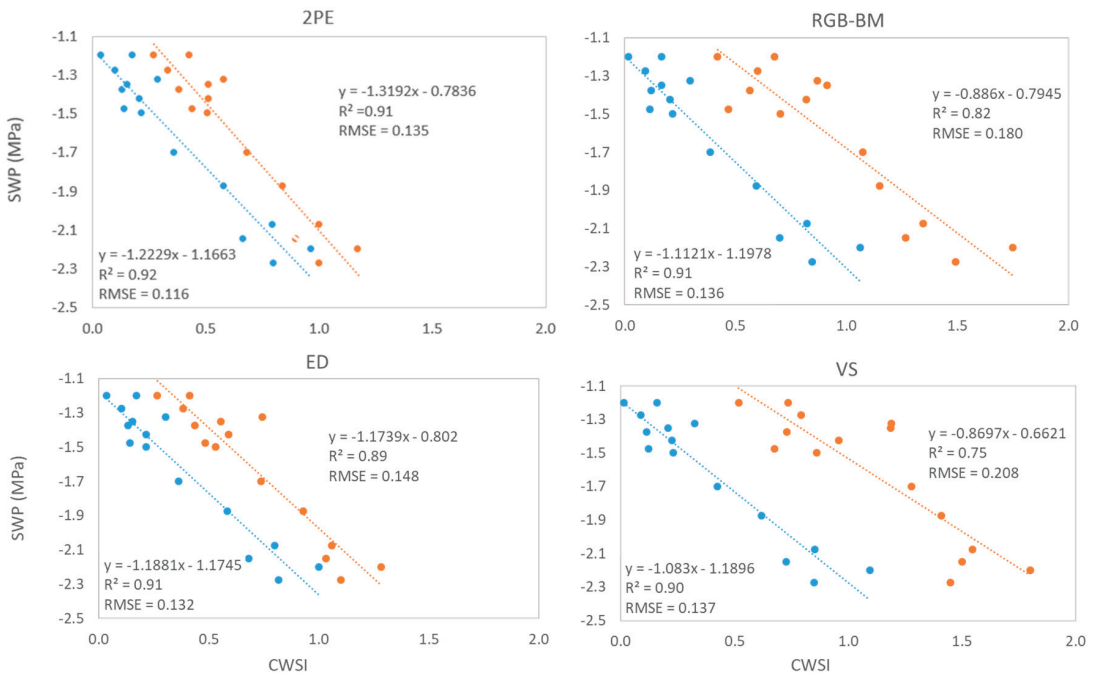 2PE
SWP (MPa)
-1.1
-1.3
-1.5
-1.7
-1.9
-2.1
-2.3
-2.5
y = -1.3192x - 0.7836
R² = 0.91
RMSE = 0.135
y = -1.2229x - 1.1663
R² = 0.92
RMSE = 0.116
0.0 0.5 1.0 1.5 2.0
RGB-BM
-1.1
-1.3
-1.5
-1.7
-1.9
-2.1
-2.3
-2.5
y = -0.886x - 0.7945
R² = 0.82
RMSE = 0.180
y = -1.1121x - 1.1978
R² = 0.91
RMSE = 0.136
0.0 0.5 1.0 1.5 2.0
ED
SWP (MPa)
-1.1
-1.3
-1.5
-1.7
-1.9
-2.1
-2.3
-2.5
y = -1.1739x - 0.802
R² = 0.89
RMSE = 0.148
y = -1.1881x - 1.1745
R² = 0.91
RMSE = 0.132
0.0 0.5 1.0 1.5 2.0
CWSI
VS
-1.1
-1.3
-1.5
-1.7
-1.9
-2.1
-2.3
-2.5
y = -0.8697x - 0.6621
R² = 0.75
RMSE = 0.208
y = -1.083x - 1.1896
R² = 0.90
RMSE = 0.137
0.0 0.5 1.0 1.5 2.0
CWSI